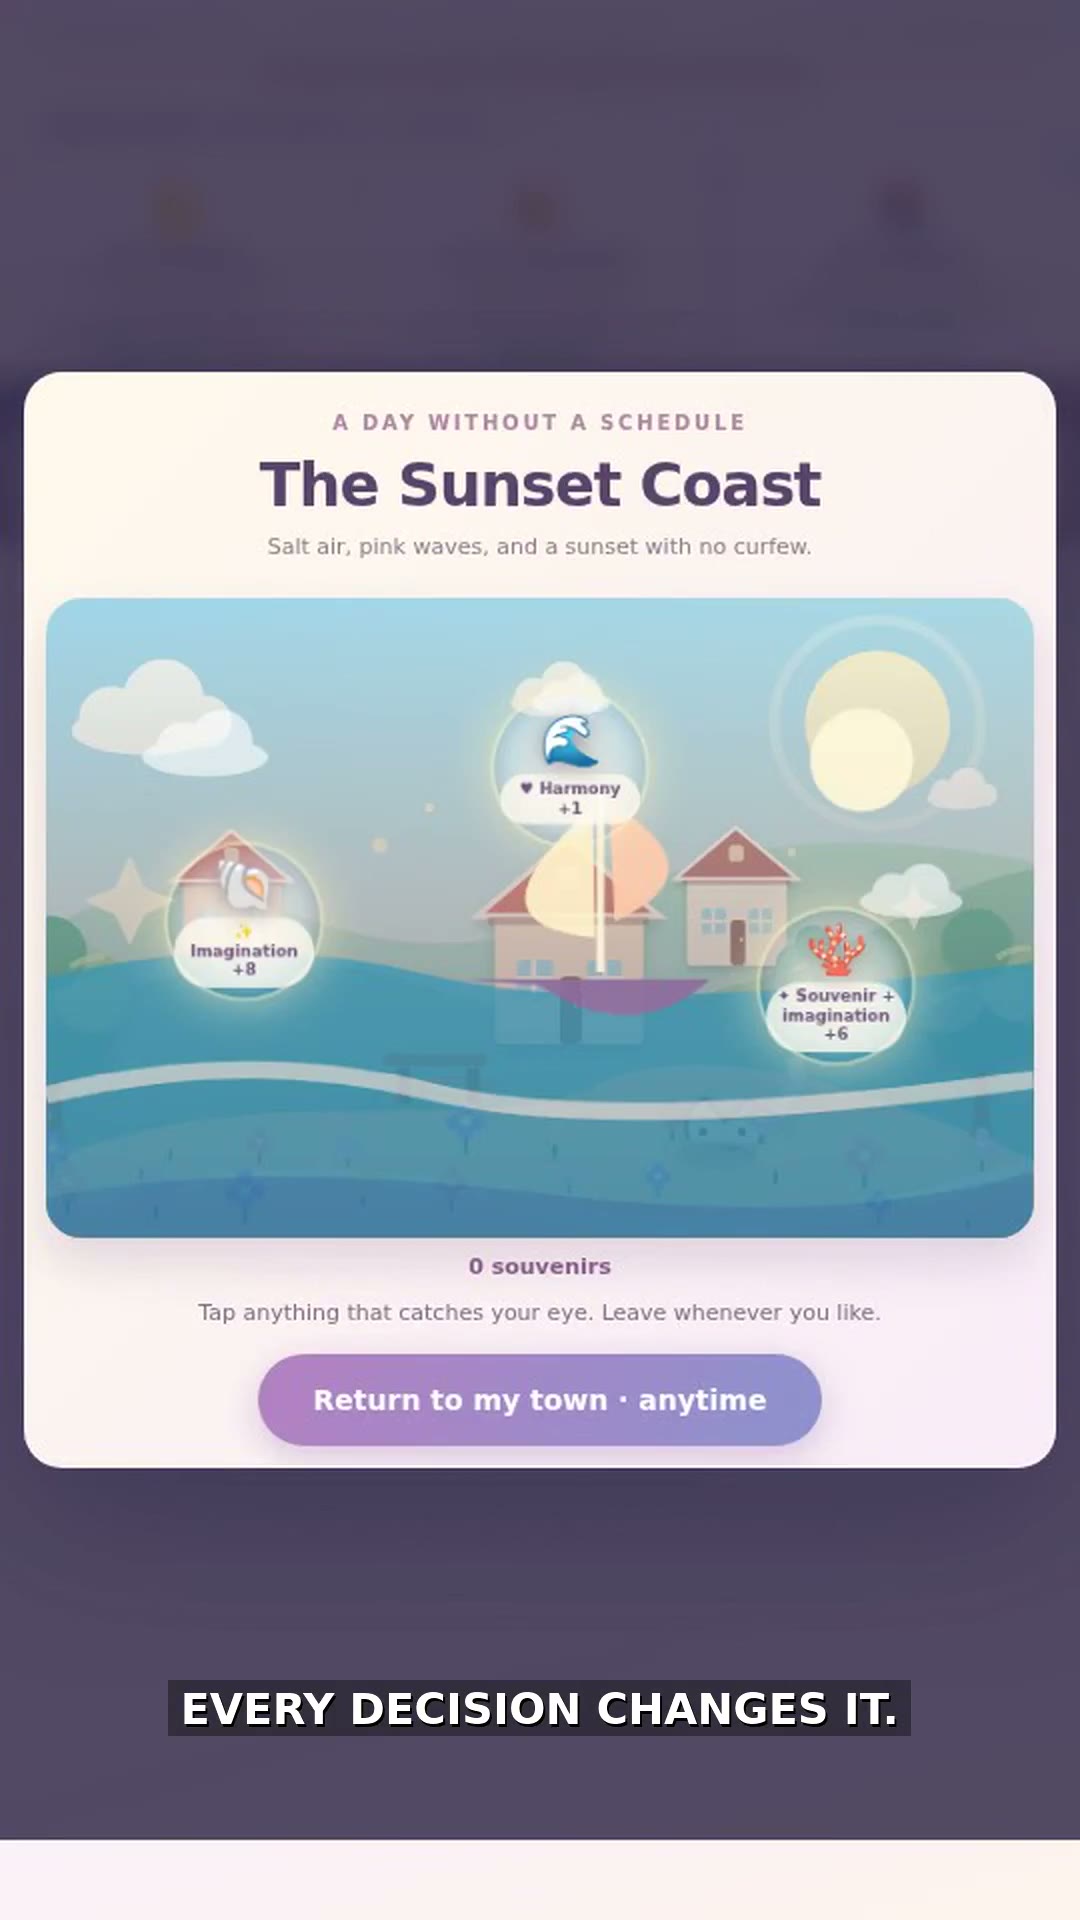 A DAY WITHOUT A SCHEDULE
The Sunset Coast
Salt air, pink waves, and a sunset with no curfew.
♥ Harmony
+1
✨
Imagination
+8
✦ Souvenir +
imagination
+6
0 souvenirs
Tap anything that catches your eye. Leave whenever you like.
Return to my town · anytime
EVERY DECISION CHANGES IT.